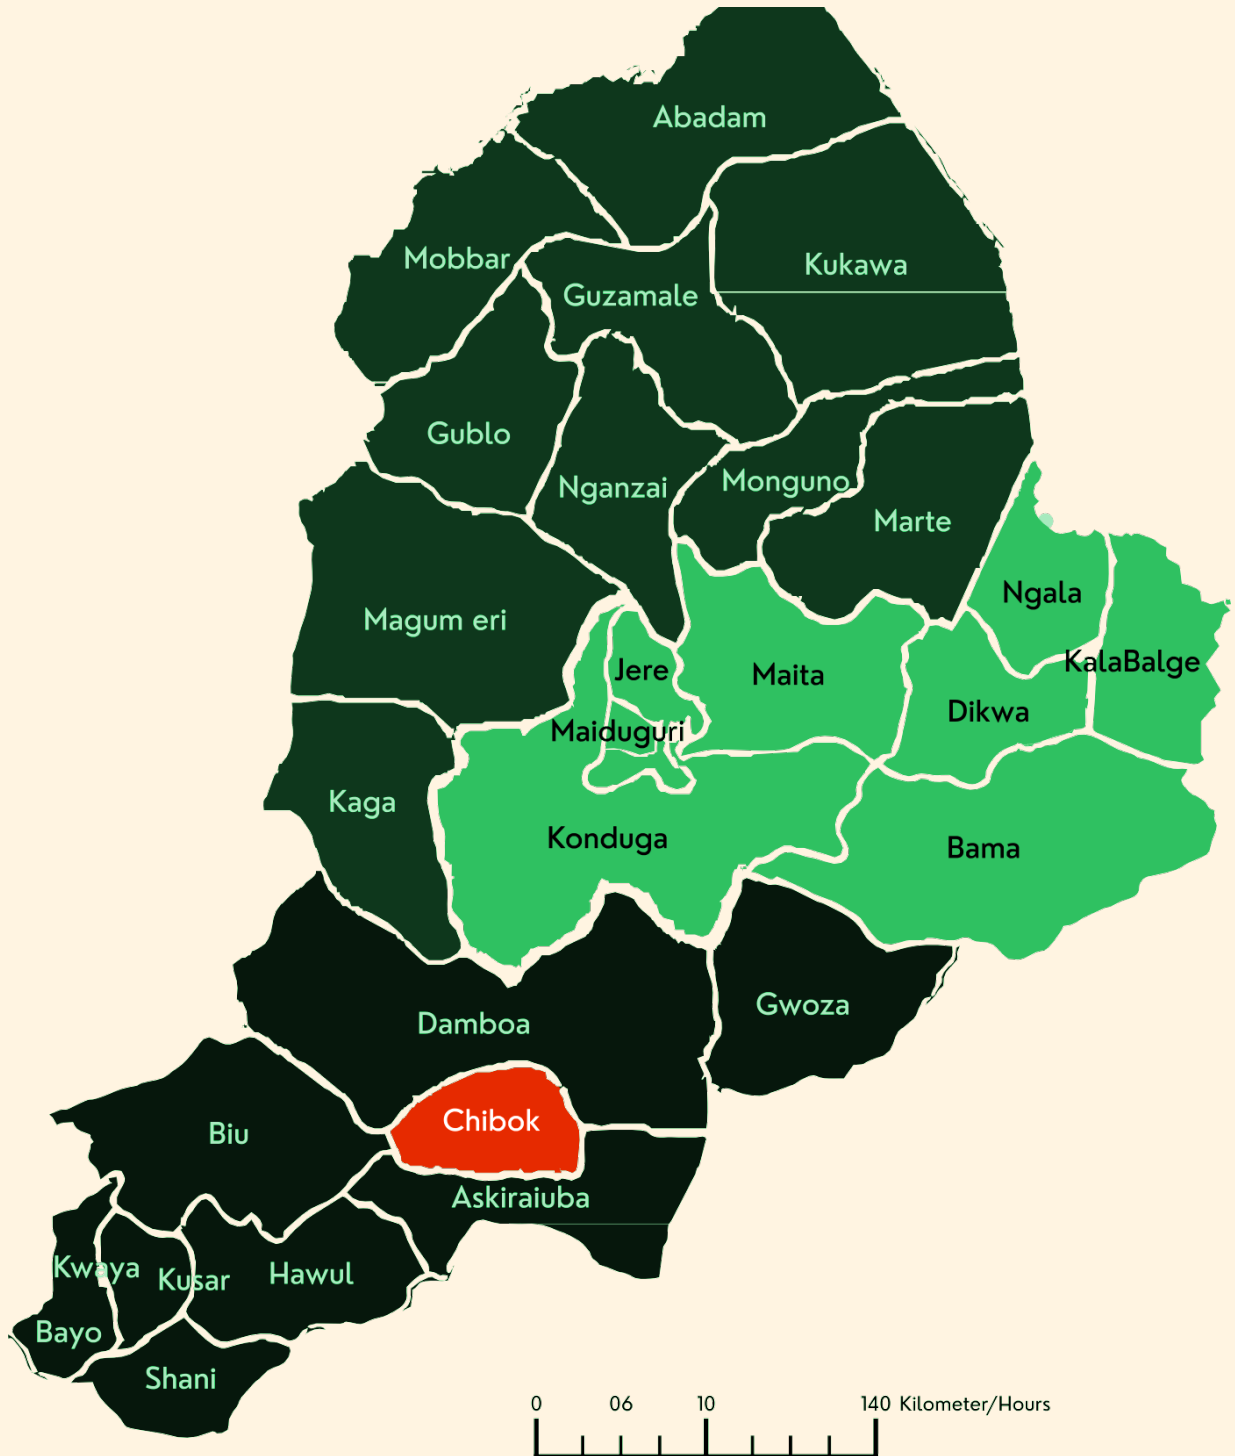 Abadam
Mobbar
Kukawa
Guzamale
Gublo
Nganzai
Monguno
Marte
Magum eri
Ngala
Jere
Maita
KalaBalge
Dikwa
Maiduguri
Kaga
Konduga
Bama
Gwoza
Damboa
Chibok
Biu
Askiraiuba
Kwaya
Kusar
Hawul
Bayo
Shani
0 06 10 140 Kilometer/Hours